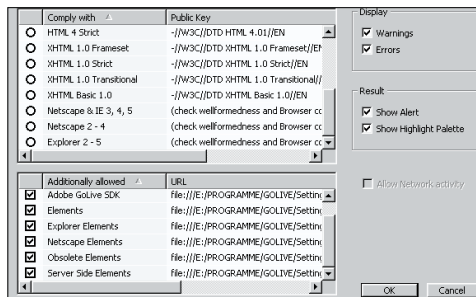 Comply with Public Key
HTML 4 Strict -//W3C//DTD HTML 4.01//EN
XHTML 1.0 Frameset -//W3C//DTD XHTML 1.0 Frameset//EN
XHTML 1.0 Strict -//W3C//DTD XHTML 1.0 Strict//EN
XHTML 1.0 Transitional -//W3C//DTD XHTML 1.0 Transitional//
XHTML Basic 1.0 -//W3C//DTD XHTML Basic 1.0//EN
Netscape & IE 3, 4, 5 (check wellformedness and Browser cc
Netscape 2 - 4 (check wellformedness and Browser cc
Explorer 2 - 5 (check wellformedness and Browser cc
Additionally allowed URL
Adobe GoLive SDK file:///E:/PROGRAMME/GOLIVE/Setting
Elements file:///E:/PROGRAMME/GOLIVE/Setting
Explorer Elements file:///E:/PROGRAMME/GOLIVE/Setting
Netscape Elements file:///E:/PROGRAMME/GOLIVE/Setting
Obsolete Elements file:///E:/PROGRAMME/GOLIVE/Setting
Server Side Elements file:///E:/PROGRAMME/GOLIVE/Setting
Display
Warnings
Errors
Result
Show Alert
Show Highlight Palette
Allow Network activity
OK Cancel